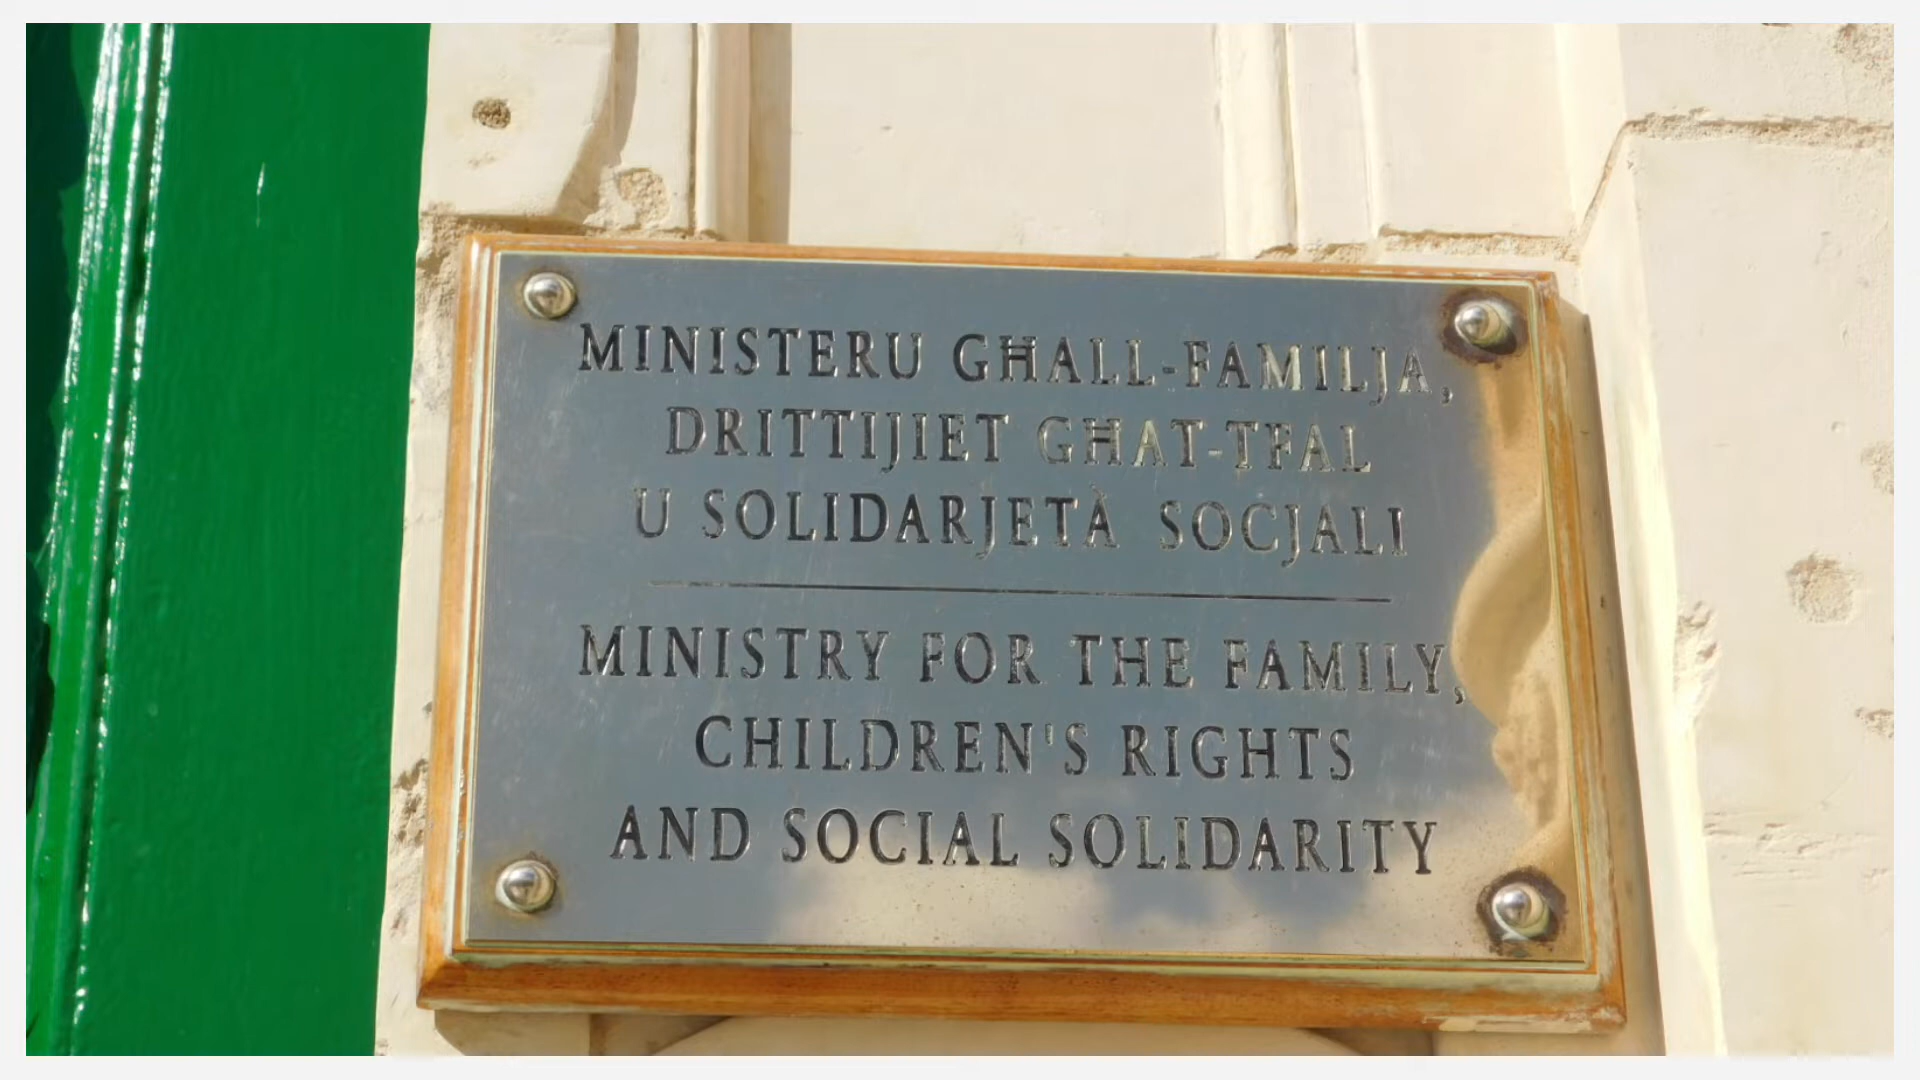 MINISTERU GĦALL-FAMILJA,
DRITTIJIET GĦAT-TFAL
U SOLIDARJETÀ SOCJALI
MINISTRY FOR THE FAMILY,
CHILDREN'S RIGHTS
AND SOCIAL SOLIDARITY